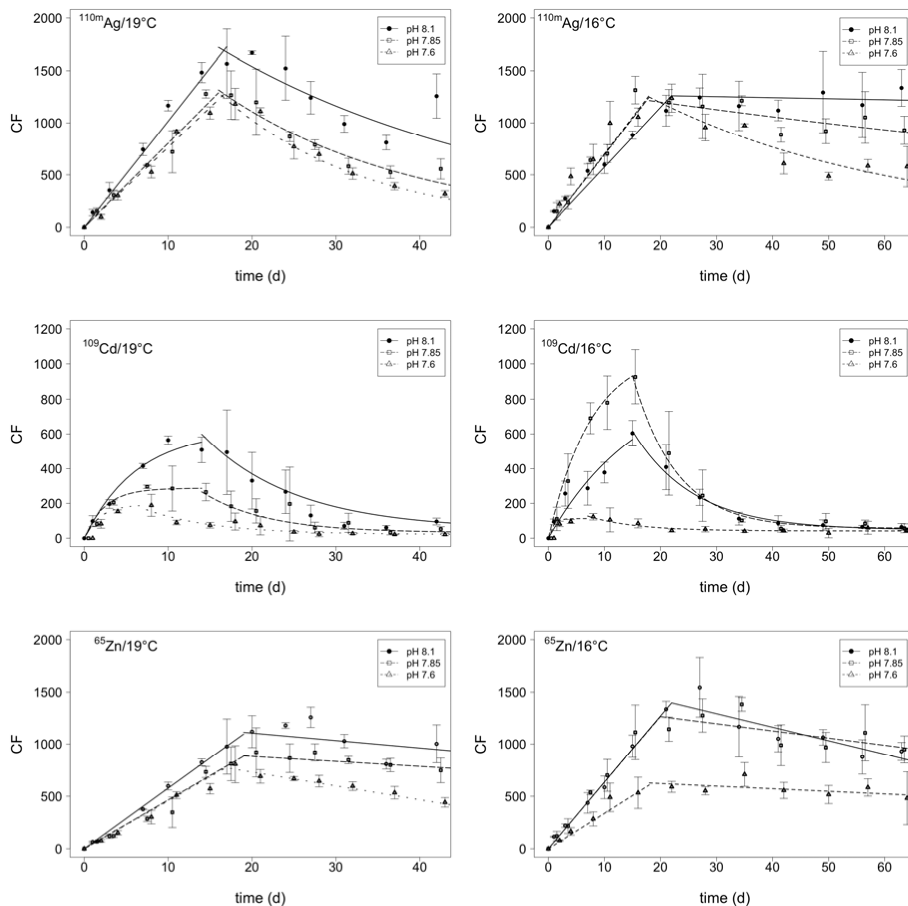 110mAg/19°C
pH 8.1
pH 7.85
pH 7.6
CF
2000
1500
1000
500
0
0 10 20 30 40
time (d)
110mAg/16°C
pH 8.1
pH 7.85
pH 7.6
CF
2000
1500
1000
500
0
0 10 20 30 40 50 60
time (d)
109Cd/19°C
pH 8.1
pH 7.85
pH 7.6
CF
1200
1000
800
600
400
200
0
0 10 20 30 40
time (d)
109Cd/16°C
pH 8.1
pH 7.85
pH 7.6
CF
1200
1000
800
600
400
200
0
0 10 20 30 40 50 60
time (d)
65Zn/19°C
pH 8.1
pH 7.85
pH 7.6
CF
2000
1500
1000
500
0
0 10 20 30 40
time (d)
65Zn/16°C
pH 8.1
pH 7.85
pH 7.6
CF
2000
1500
1000
500
0
0 10 20 30 40 50 60
time (d)